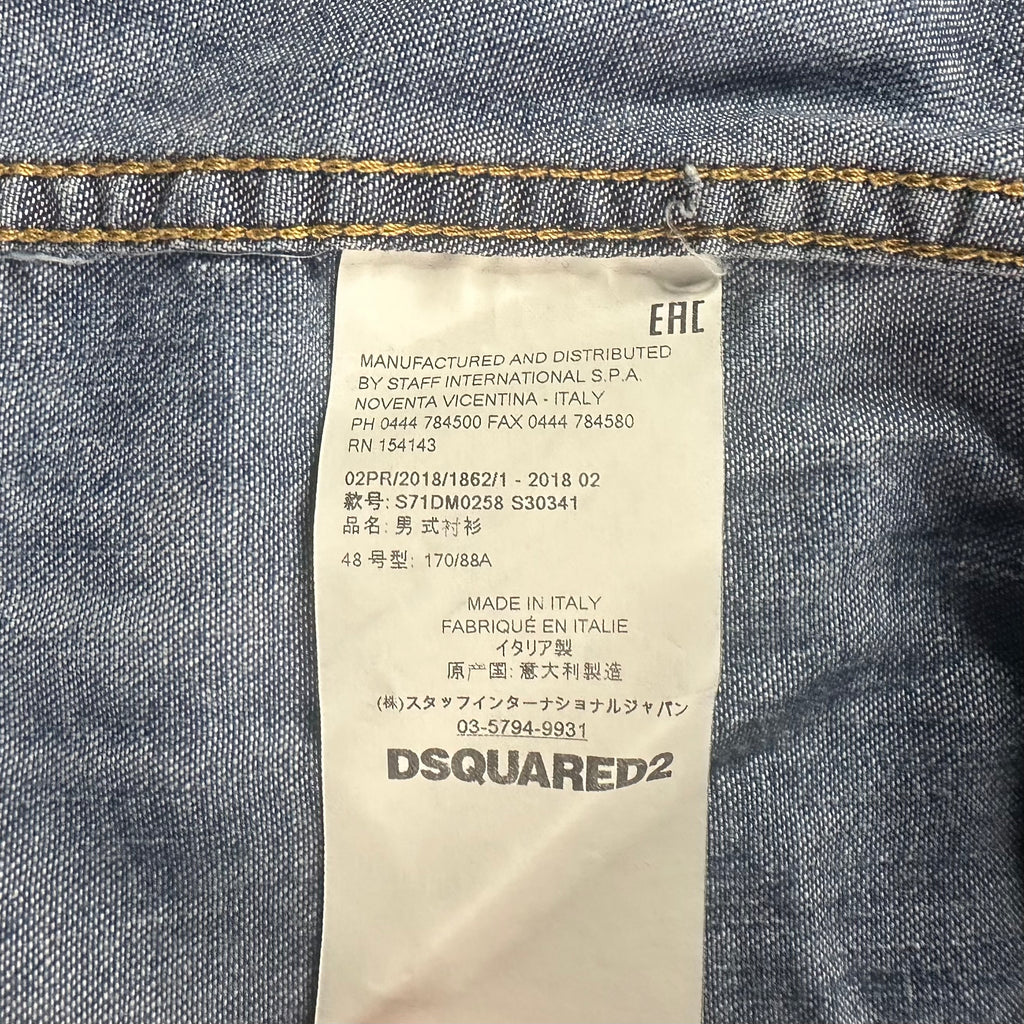 EAC
MANUFACTURED AND DISTRIBUTED
BY STAFF INTERNATIONAL S.P.A.
NOVENTA VICENTINA - ITALY
PH 0444 784500 FAX 0444 784580
RN 154143
02PR/2018/1862/1 - 2018 02
款号: S71DM0258 S30341
品名: 男 式衬衫
48 号型: 170/88A
MADE IN ITALY
FABRIQUÉ EN ITALIE
イタリア製
原产国: 意大利製造
(株)スタッフインターナショナルジャパン
03-5794-9931
DSQUARED2